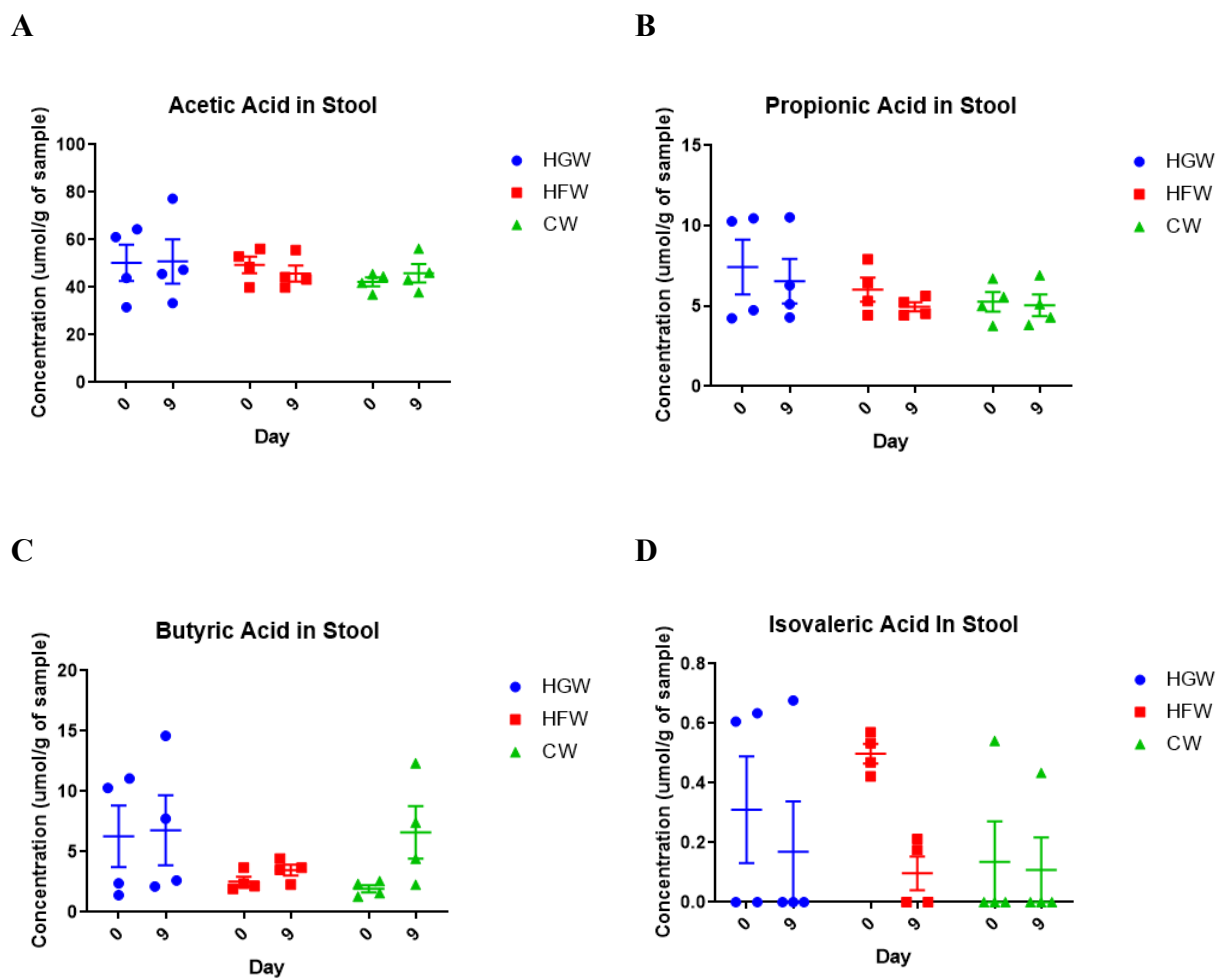 A
Acetic Acid in Stool
Concentration (umol/g of sample)
100
80
60
40
20
0
0 9 0 9 0 9
Day
HGW
HFW
CW
B
Propionic Acid in Stool
Concentration (umol/g of sample)
15
10
5
0
0 9 0 9 0 9
Day
HGW
HFW
CW
C
Butyric Acid in Stool
Concentration (umol/g of sample)
20
15
10
5
0
0 9 0 9 0 9
Day
HGW
HFW
CW
D
Isovaleric Acid In Stool
Concentration (umol/g of sample)
0.8
0.6
0.4
0.2
0.0
0 9 0 9 0 9
Day
HGW
HFW
CW